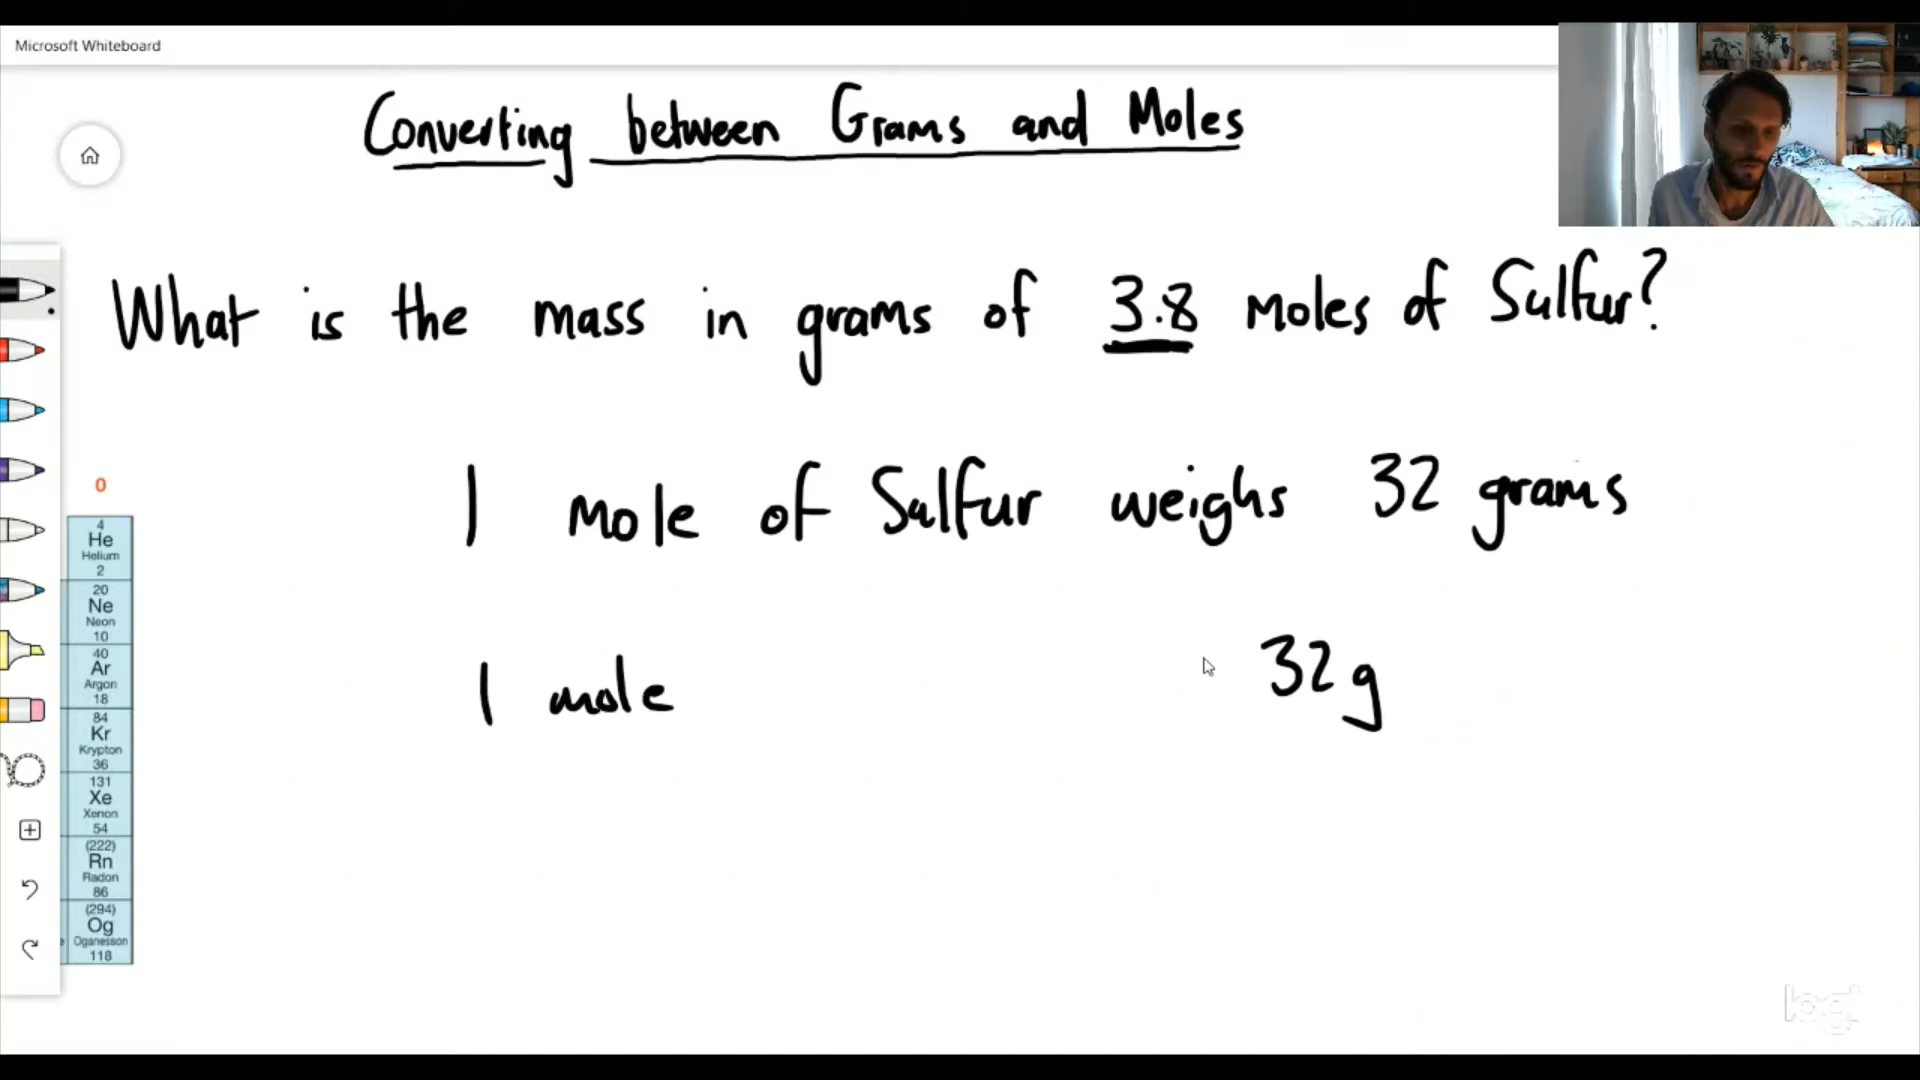 Microsoft Whiteboard
Converting between Grams and Moles
What is the mass in grams of 3.8 Moles of Sulfur?
1 mole of Sulfur weighs 32 grams
1 mole 32g
0
4
He
Helium
2
20
Ne
Neon
10
40
Ar
Argon
18
84
Kr
Krypton
36
131
Xe
Xenon
54
(222)
Rn
Radon
86
(294)
Og
e Oganesson
118
logi